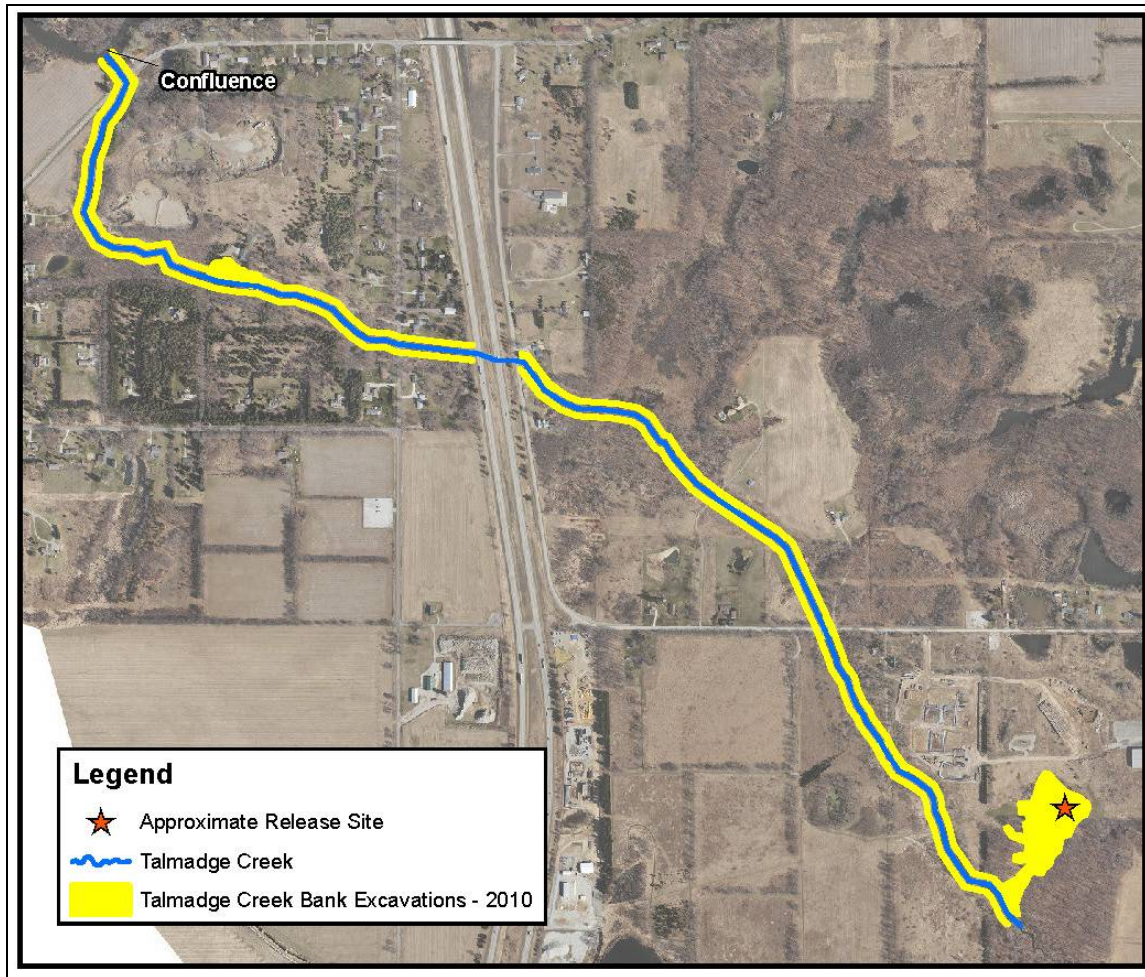 Confluence
Legend
Approximate Release Site
Talmadge Creek
Talmadge Creek Bank Excavations - 2010